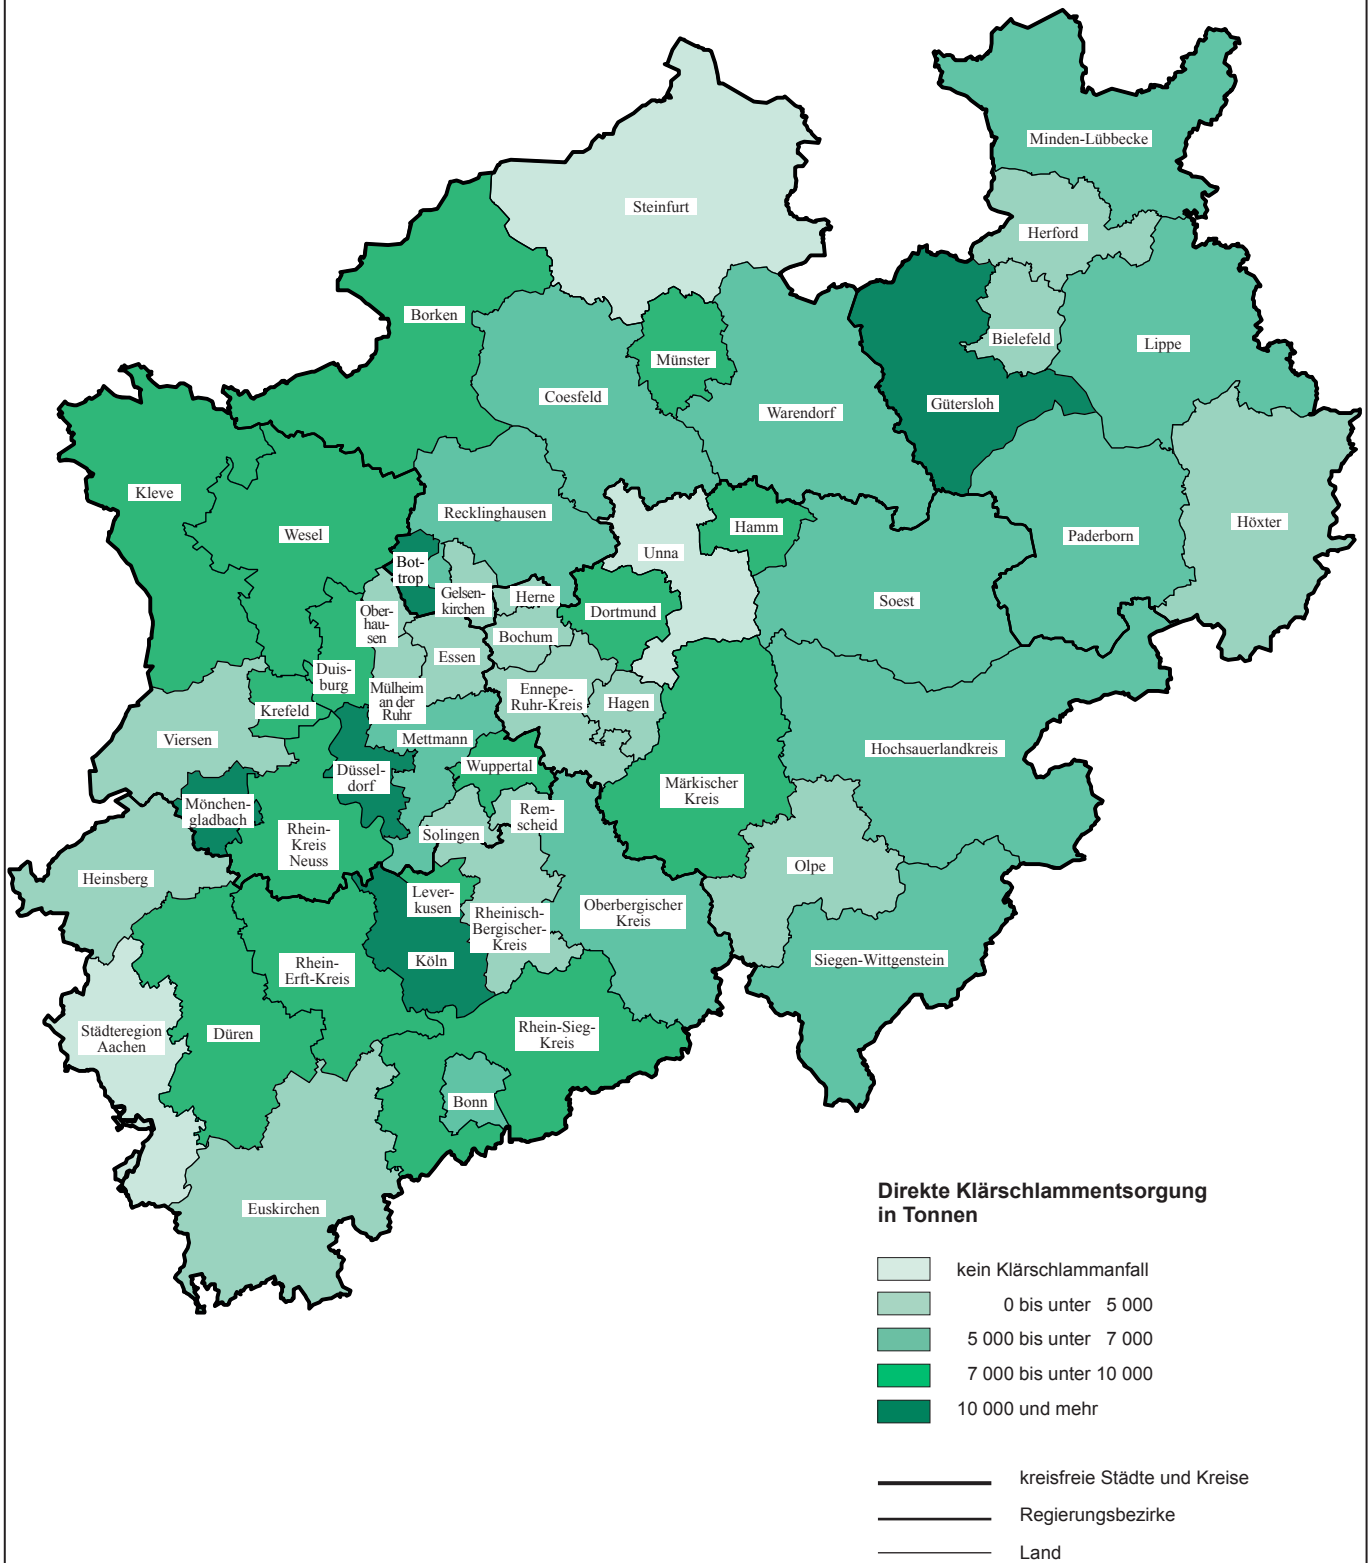 Minden-Lübbecke
Steinfurt
Herford
Borken
Bielefeld
Lippe
Münster
Coesfeld
Gütersloh
Warendorf
Kleve
Recklinghausen
Höxter
Hamm
Wesel
Paderborn
Unna
Bot-
trop
Gelsen-
kirchen
Herne
Soest
Ober-
hau-
sen
Dortmund
Bochum
Essen
Duis-
burg
Mülheim
an der
Ruhr
Ennepe-
Ruhr-Kreis
Hagen
Krefeld
Viersen
Mettmann
Hochsauerlandkreis
Wuppertal
Düssel-
dorf
Märkischer
Kreis
Mönchen-
gladbach
Rem-
scheid
Rhein-
Kreis
Neuss
Solingen
Olpe
Heinsberg
Lever-
kusen
Rheinisch-
Bergischer-
Kreis
Oberbergischer
Kreis
Köln
Rhein-
Erft-Kreis
Siegen-Wittgenstein
Städteregion
Aachen
Düren
Rhein-Sieg-
Kreis
Bonn
Euskirchen
Direkte Klärschlammentsorgung
in Tonnen
kein Klärschlammanfall
0 bis unter 5 000
5 000 bis unter 7 000
7 000 bis unter 10 000
10 000 und mehr
kreisfreie Städte und Kreise
Regierungsbezirke
Land